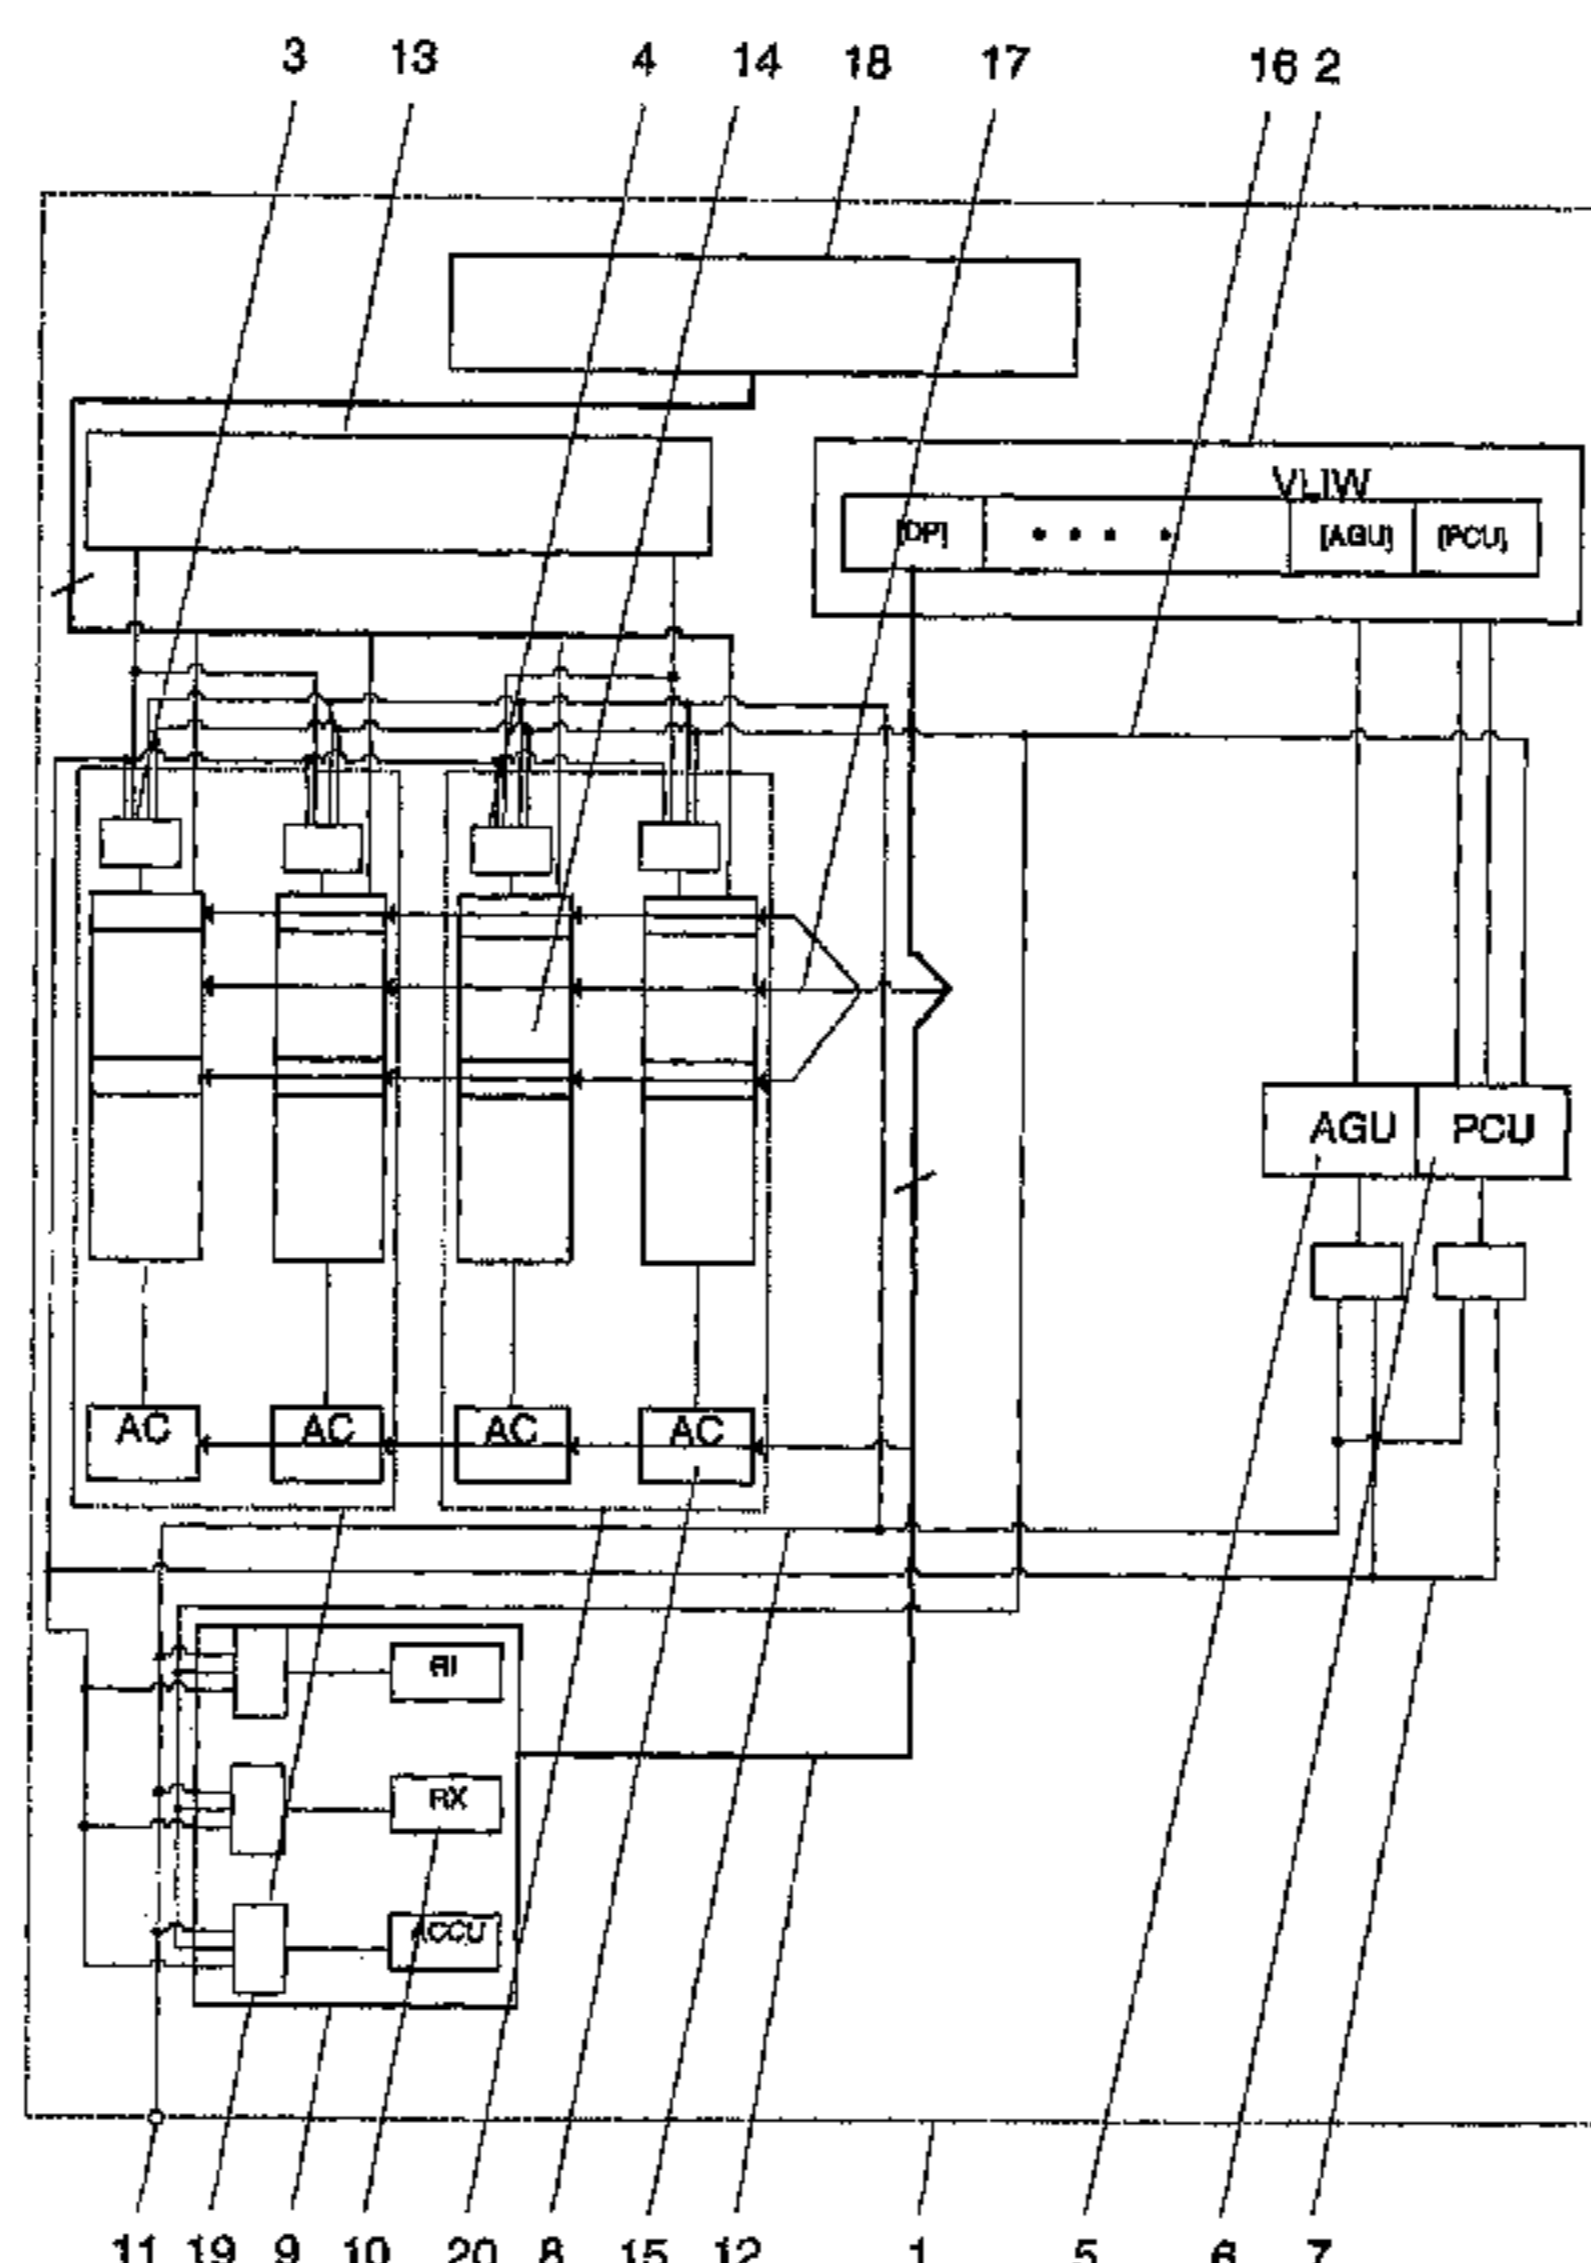 3 13 4 14 18 17 16 2
VLIW
[DP] • • • • [AGU] [PCU]
AGU PCU
AC AC AC AC
RI
RX
ACCU
11 19 9 10 20 8 15 12 1 5 6 7